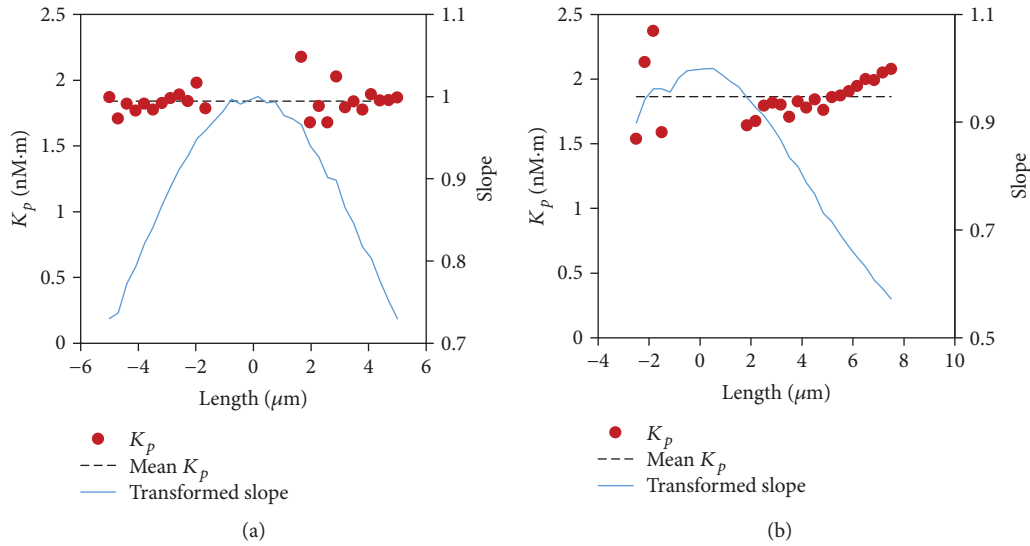 2.5
2
1.5
1
0.5
0
K_p (nM·m)
1.1
1
0.9
0.8
0.7
Slope
−6 −4 −2 0 2 4 6
Length (μm)
K_p
Mean K_p
Transformed slope
(a)
2.5
2
1.5
1
0.5
0
K_p (nM·m)
1.1
0.9
0.7
0.5
Slope
−4 −2 0 2 4 6 8 10
Length (μm)
K_p
Mean K_p
Transformed slope
(b)